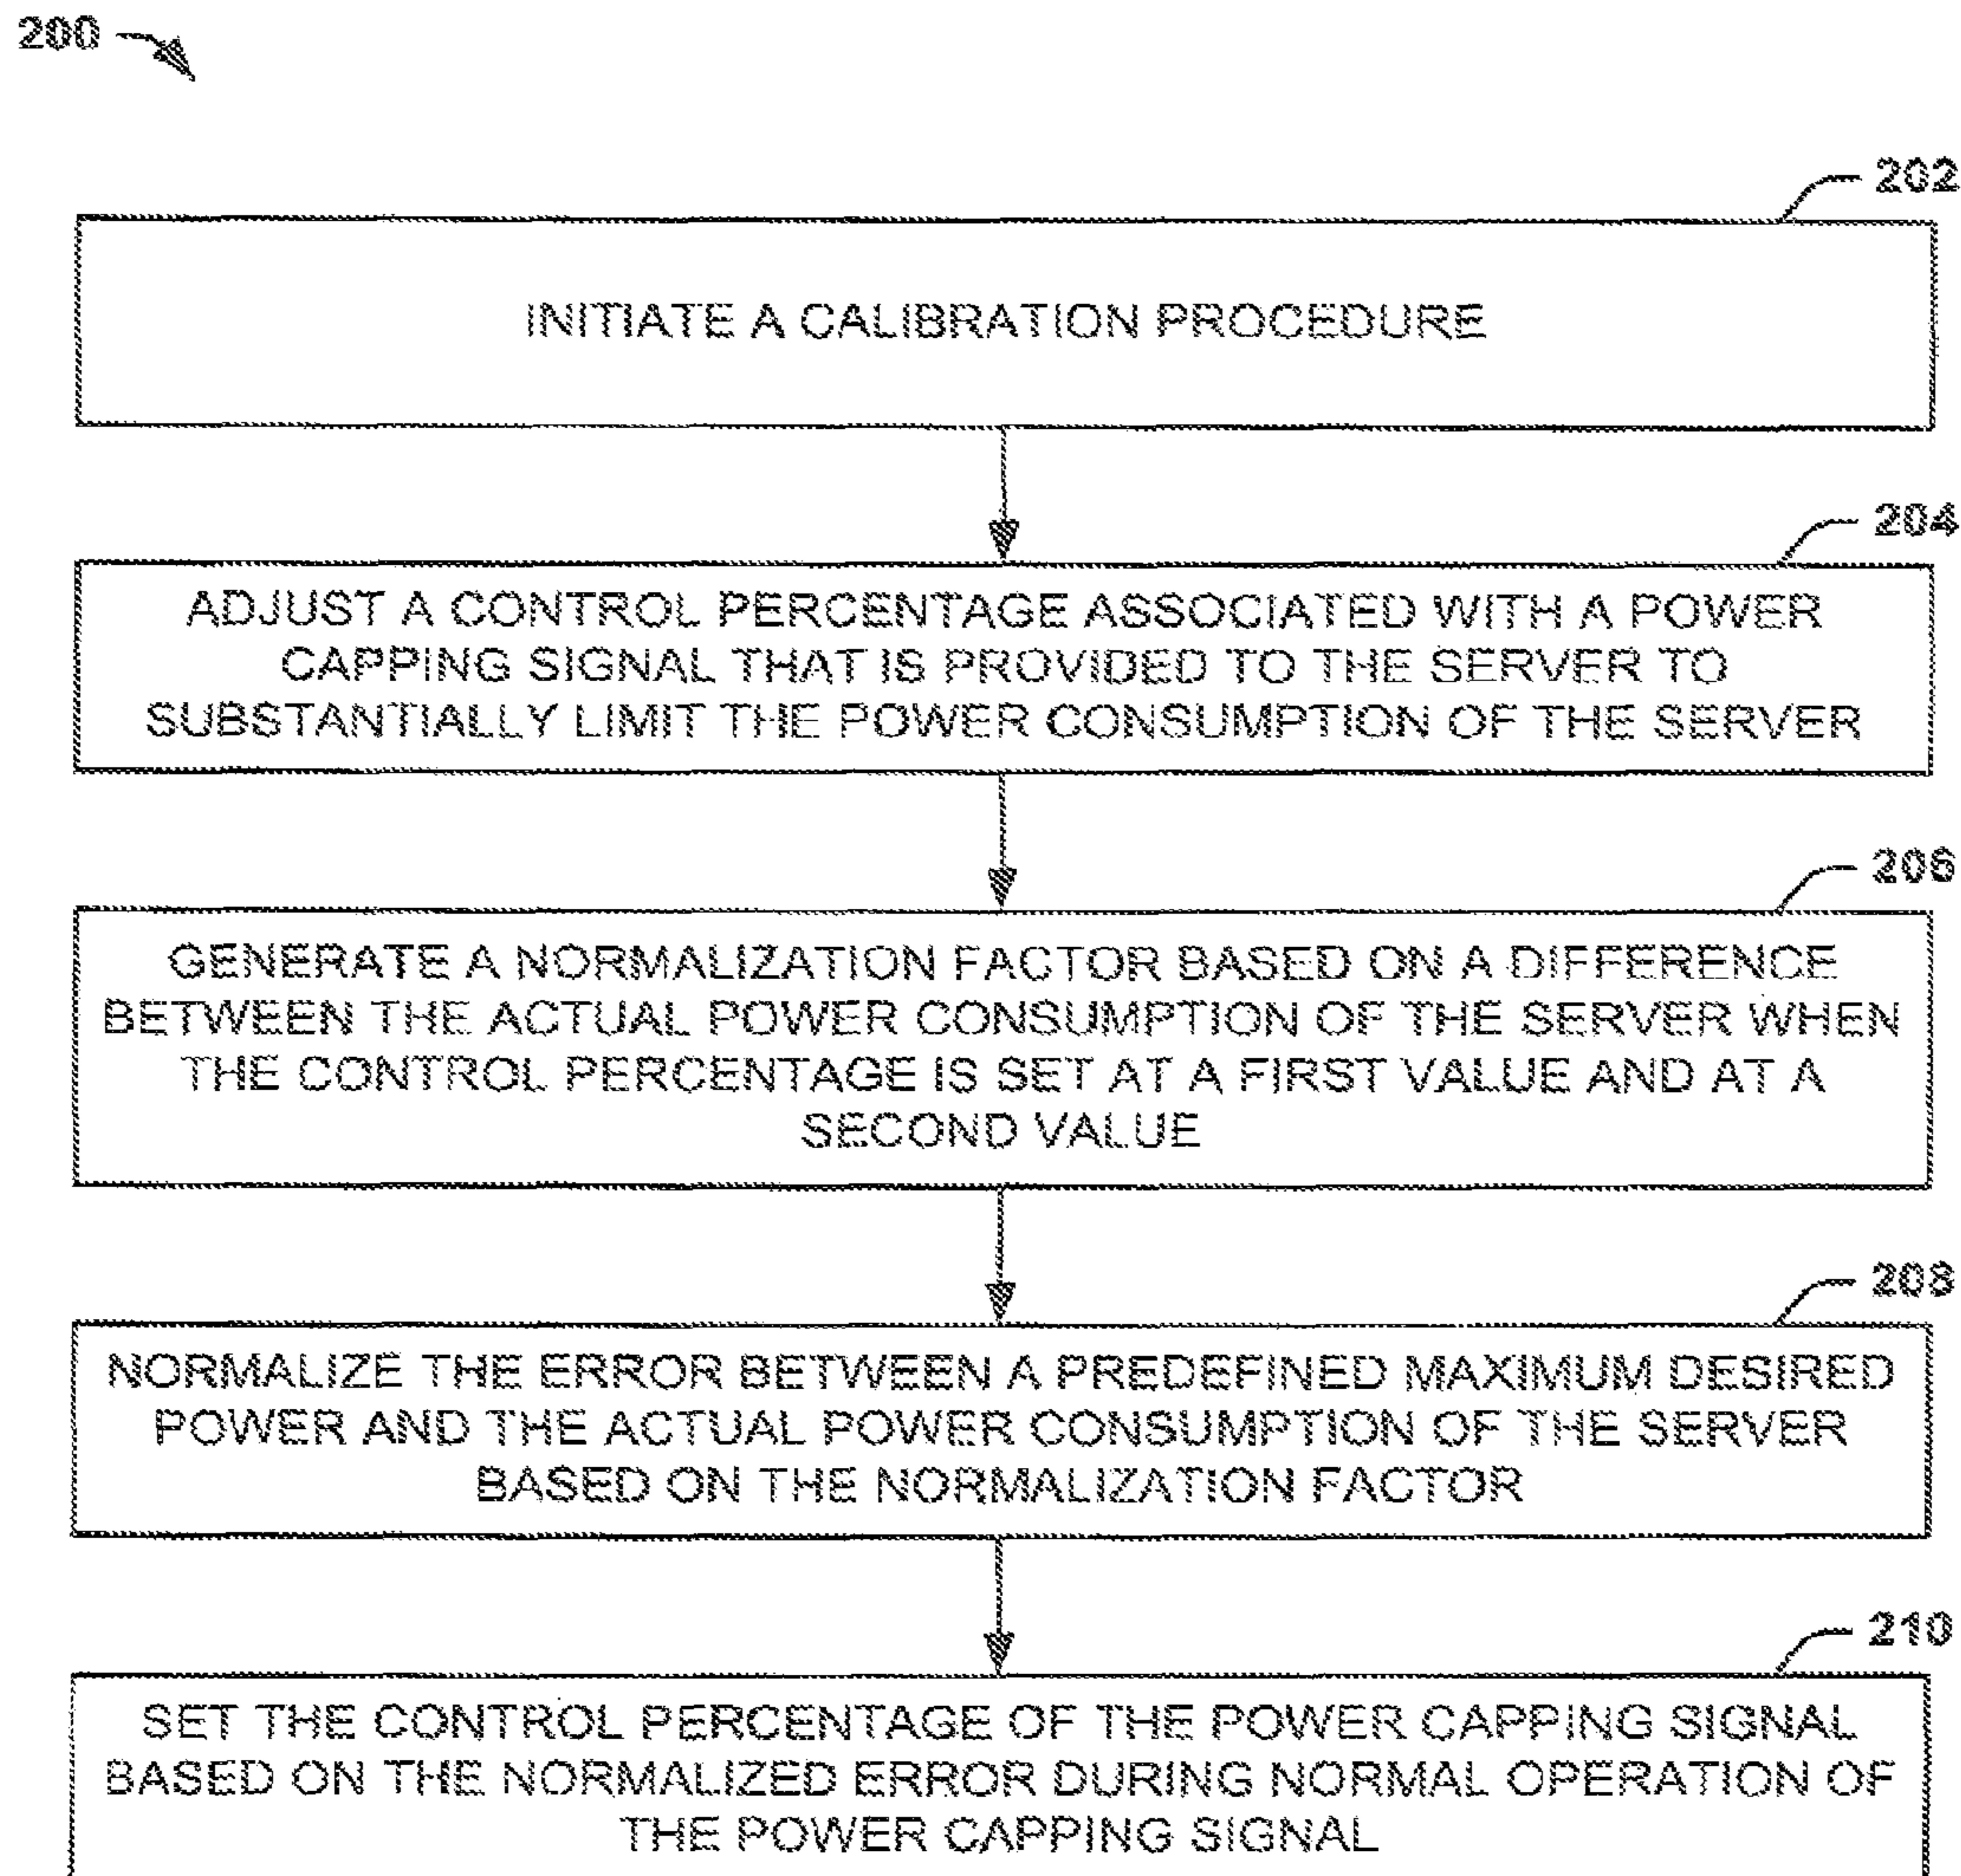 200
202
INITIATE A CALIBRATION PROCEDURE
204
ADJUST A CONTROL PERCENTAGE ASSOCIATED WITH A POWER
CAPPING SIGNAL THAT IS PROVIDED TO THE SERVER TO
SUBSTANTIALLY LIMIT THE POWER CONSUMPTION OF THE SERVER
206
GENERATE A NORMALIZATION FACTOR BASED ON A DIFFERENCE
BETWEEN THE ACTUAL POWER CONSUMPTION OF THE SERVER WHEN
THE CONTROL PERCENTAGE IS SET AT A FIRST VALUE AND AT A
SECOND VALUE
208
NORMALIZE THE ERROR BETWEEN A PREDEFINED MAXIMUM DESIRED
POWER AND THE ACTUAL POWER CONSUMPTION OF THE SERVER
BASED ON THE NORMALIZATION FACTOR
210
SET THE CONTROL PERCENTAGE OF THE POWER CAPPING SIGNAL
BASED ON THE NORMALIZED ERROR DURING NORMAL OPERATION OF
THE POWER CAPPING SIGNAL